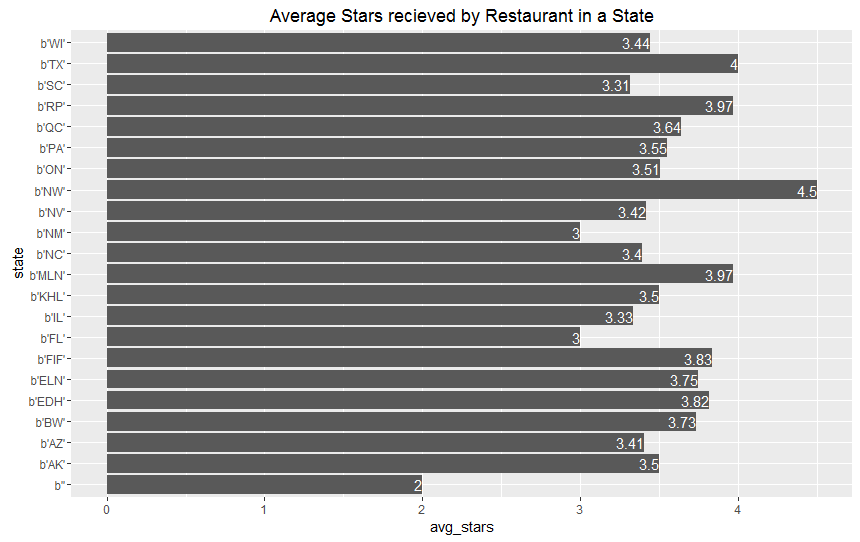 Average Stars recieved by Restaurant in a State
state
b'WI' 3.44
b'TX' 4
b'SC' 3.31
b'RP' 3.97
b'QC' 3.64
b'PA' 3.55
b'ON' 3.51
b'NW' 4.5
b'NV' 3.42
b'NM' 3
b'NC' 3.4
b'MLN' 3.97
b'KHL' 3.5
b'IL' 3.33
b'FL' 3
b'FIF' 3.83
b'ELN' 3.75
b'EDH' 3.82
b'BW' 3.73
b'AZ' 3.41
b'AK' 3.5
b'' 2
0 1 2 3 4
avg_stars